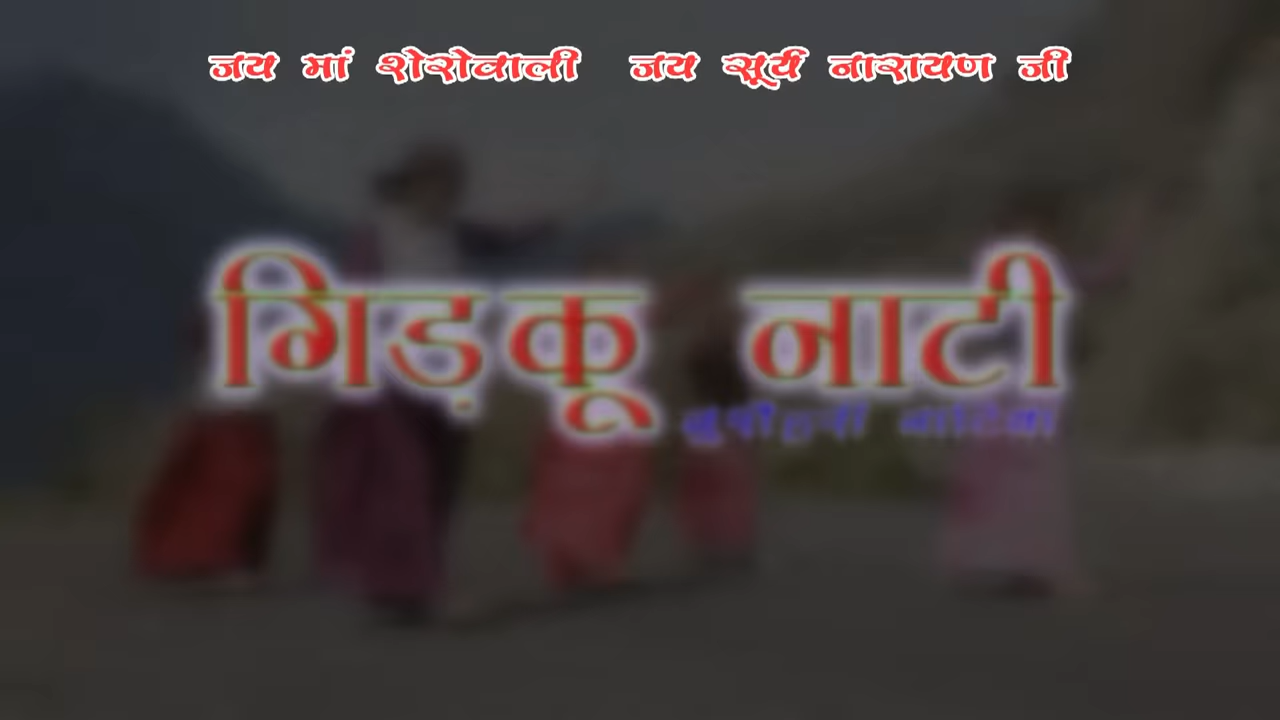 जय मां शेरोवाली जय सूर्य नारायण जी
गिड़कू नाटी